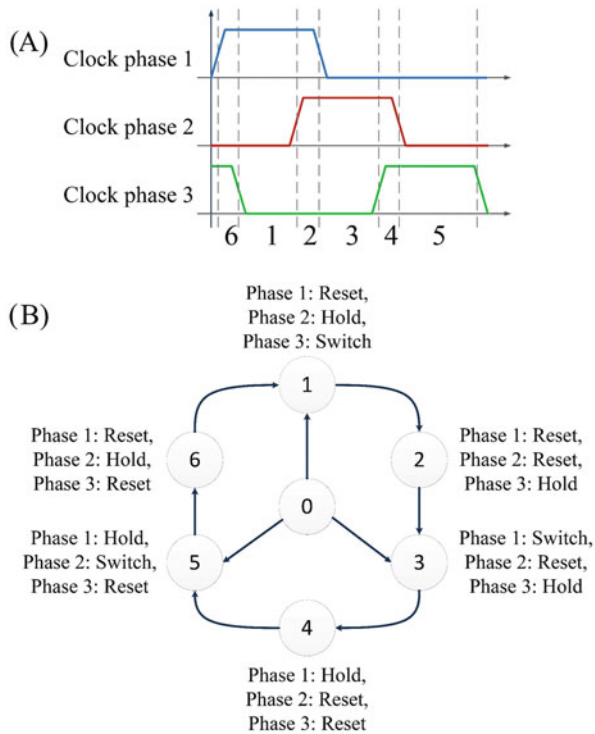 (A)
Clock phase 1
Clock phase 2
Clock phase 3
6 1 2 3 4 5
(B)
Phase 1: Reset,
Phase 2: Hold,
Phase 3: Switch
1
Phase 1: Reset,
Phase 2: Hold,
Phase 3: Reset
6
2
Phase 1: Reset,
Phase 2: Reset,
Phase 3: Hold
0
Phase 1: Hold,
Phase 2: Switch,
Phase 3: Reset
5
3
Phase 1: Switch,
Phase 2: Reset,
Phase 3: Hold
4
Phase 1: Hold,
Phase 2: Reset,
Phase 3: Reset